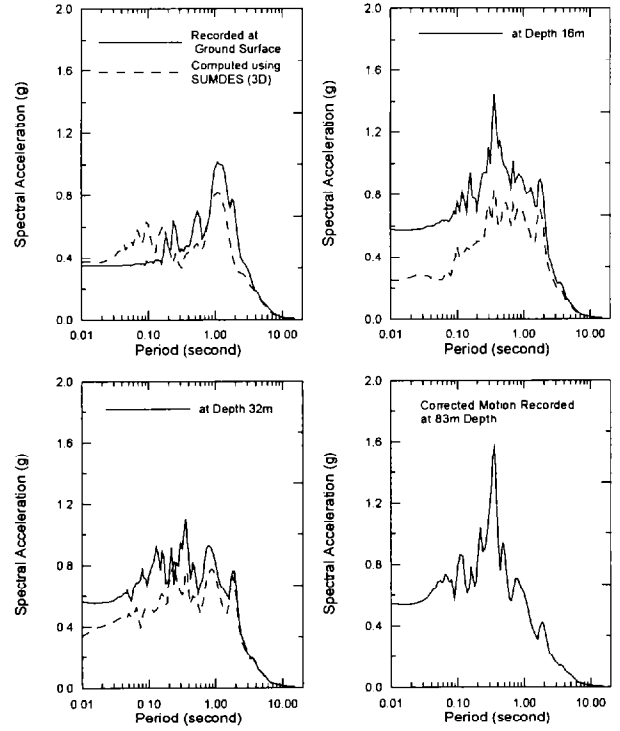 2.0
1.6
1.2
0.8
0.4
0.0
Spectral Acceleration (g)
Recorded at
Ground Surface
Computed using
SUMDES (3D)
0.01 0.10 1.00 10.00
Period (second)
2.0
1.6
1.2
0.8
0.4
0.0
Spectral Acceleration (g)
at Depth 16m
0.01 0.10 1.00 10.00
Period (second)
2.0
1.6
1.2
0.8
0.4
0.0
Spectral Acceleration (g)
at Depth 32m
0.01 0.10 1.00 10.00
Period (second)
2.0
1.6
1.2
0.8
0.4
0.0
Spectral Acceleration (g)
Corrected Motion Recorded
at 83m Depth
0.01 0.10 1.00 10.00
Period (second)